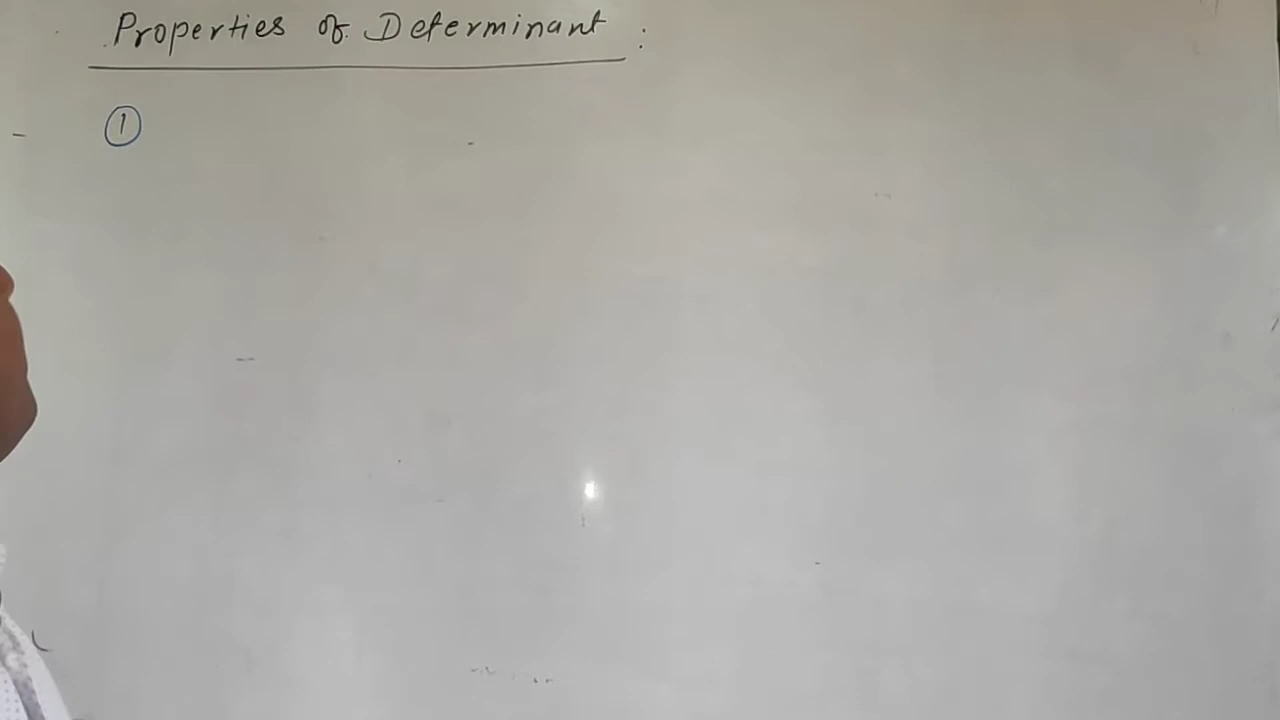 Properties of Determinant :
①